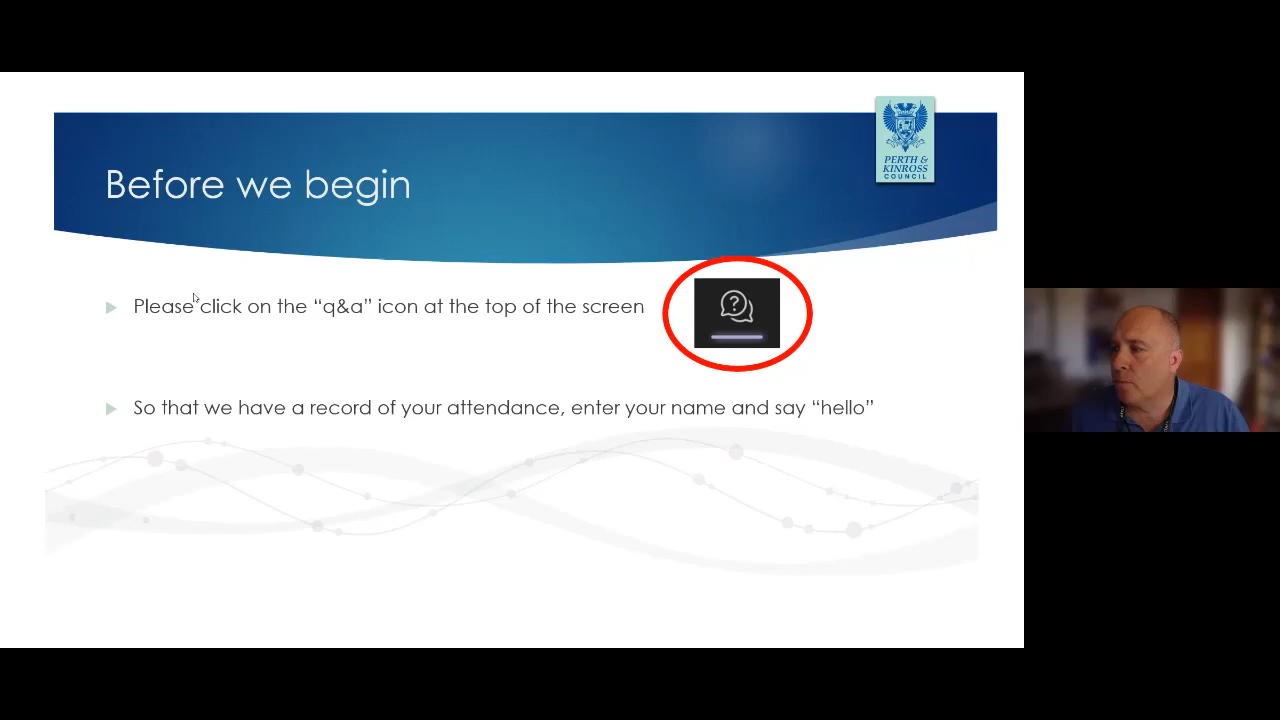 PERTH &
KINROSS
COUNCIL
Before we begin
Please click on the “q&a” icon at the top of the screen
?
So that we have a record of your attendance, enter your name and say “hello”